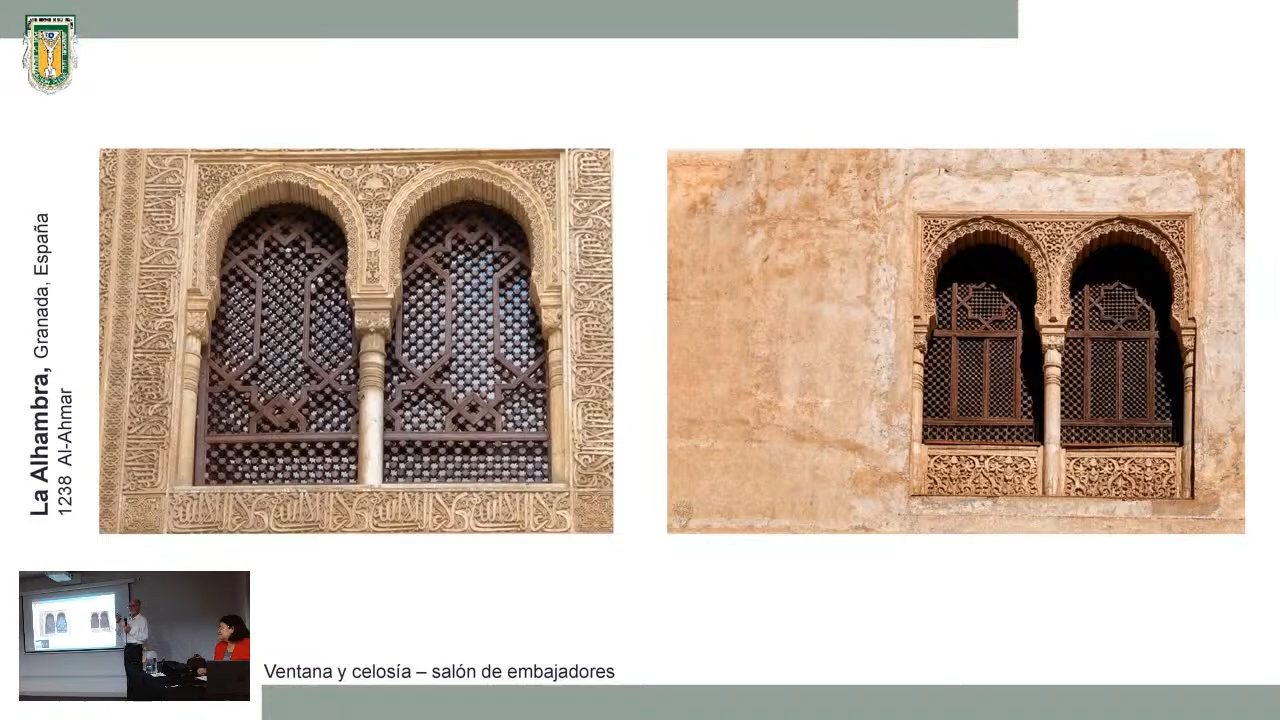 La Alhambra, Granada, España
1238 Al-Ahmar
Ventana y celosía – salón de embajadores